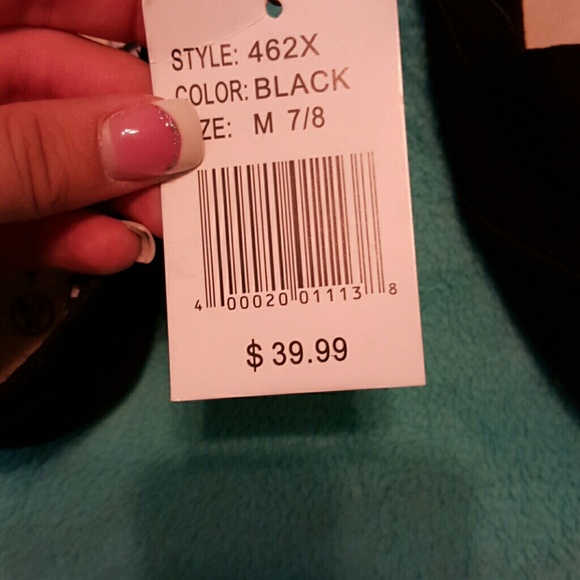 STYLE: 462X
COLOR: BLACK
ZE: M 7/8
4 00020 01113 8
$ 39.99